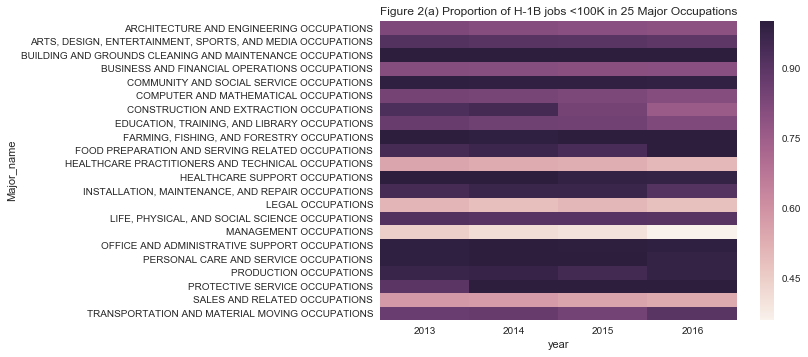 Figure 2(a) Proportion of H-1B jobs <100K in 25 Major Occupations
Major_name
ARCHITECTURE AND ENGINEERING OCCUPATIONS
ARTS, DESIGN, ENTERTAINMENT, SPORTS, AND MEDIA OCCUPATIONS
BUILDING AND GROUNDS CLEANING AND MAINTENANCE OCCUPATIONS
BUSINESS AND FINANCIAL OPERATIONS OCCUPATIONS
COMMUNITY AND SOCIAL SERVICE OCCUPATIONS
COMPUTER AND MATHEMATICAL OCCUPATIONS
CONSTRUCTION AND EXTRACTION OCCUPATIONS
EDUCATION, TRAINING, AND LIBRARY OCCUPATIONS
FARMING, FISHING, AND FORESTRY OCCUPATIONS
FOOD PREPARATION AND SERVING RELATED OCCUPATIONS
HEALTHCARE PRACTITIONERS AND TECHNICAL OCCUPATIONS
HEALTHCARE SUPPORT OCCUPATIONS
INSTALLATION, MAINTENANCE, AND REPAIR OCCUPATIONS
LEGAL OCCUPATIONS
LIFE, PHYSICAL, AND SOCIAL SCIENCE OCCUPATIONS
MANAGEMENT OCCUPATIONS
OFFICE AND ADMINISTRATIVE SUPPORT OCCUPATIONS
PERSONAL CARE AND SERVICE OCCUPATIONS
PRODUCTION OCCUPATIONS
PROTECTIVE SERVICE OCCUPATIONS
SALES AND RELATED OCCUPATIONS
TRANSPORTATION AND MATERIAL MOVING OCCUPATIONS
2013 2014 2015 2016
year
0.90
0.75
0.60
0.45